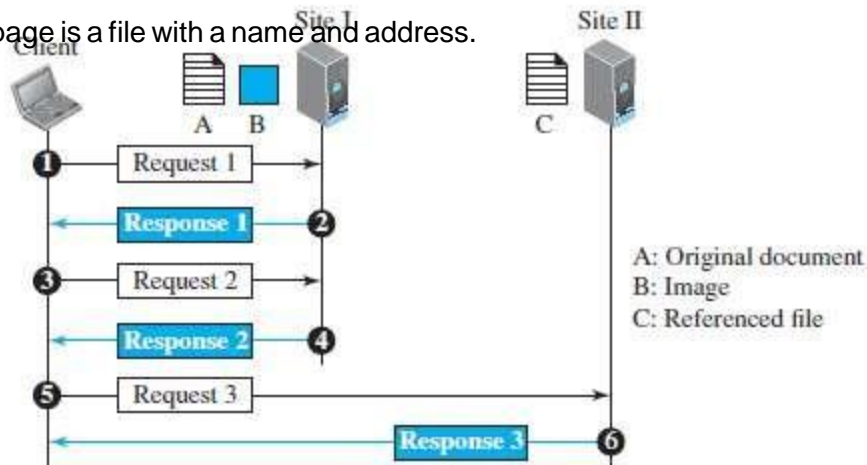 page is a file with a name and address.
Client
Site I
Site II
A
B
C
1
Request 1
Response 1
2
3
Request 2
Response 2
4
A: Original document
B: Image
C: Referenced file
5
Request 3
Response 3
6